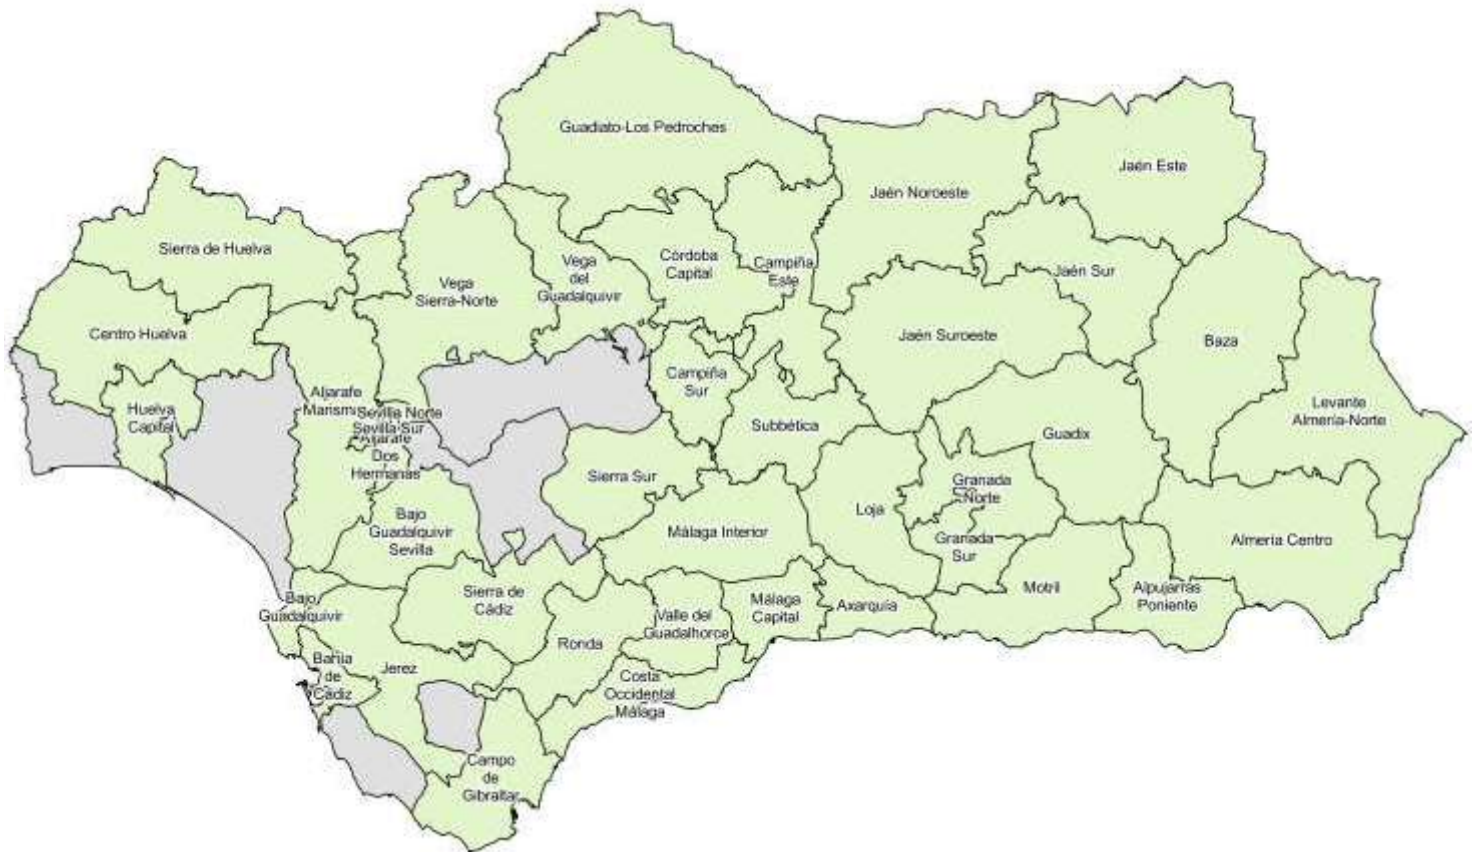 Guadiato-Los Pedroches
Jaén Este
Jaén Noroeste
Sierra de Huelva
Vega
Sierra-Norte
Vega
del
Guadalquivir
Córdoba
Capital
Campiña
Este
Jaén Sur
Centro Huelva
Jaén Suroeste
Baza
Huelva
Capital
Aljarafe
Sevilla Norte
Sevilla Sur
Aljarafe
Dos
Hermanas
Campiña
Sur
Subbética
Guadix
Levante
Almería-Norte
Sierra Sur
Granada
Norte
Loja
Bajo
Guadalquivir
Sevilla
Málaga Interior
Granada
Sur
Almería Centro
Bajo
Guadalquivir
Sierra de
Cádiz
Motril
Alpujarras
Poniente
Málaga
Capital
Axarquía
Valle del
Guadalhorce
Ronda
Bahía
de
Cádiz
Jerez
Costa
Occidental
Málaga
Campo
de
Gibraltar